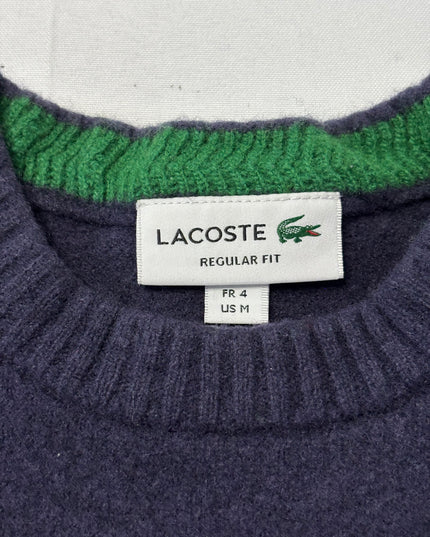 LACOSTE
REGULAR FIT
FR 4
US M